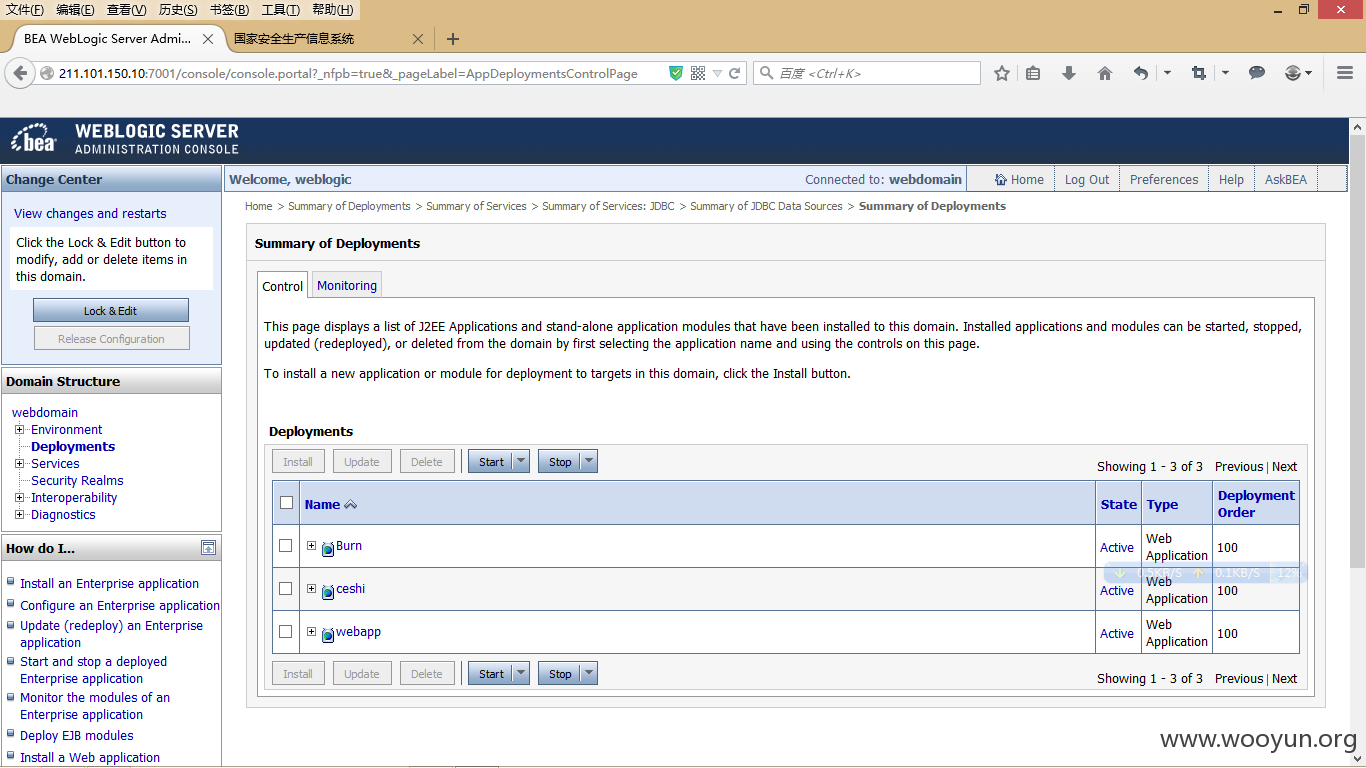 文件(F) 编辑(E) 查看(V) 历史(S) 书签(B) 工具(T) 帮助(H)
BEA WebLogic Server Admi...
国家安全生产信息系统
211.101.150.10:7001/console/console.portal?_nfpb=true&_pageLabel=AppDeploymentsControlPage
百度 <Ctrl+K>
bea
WEBLOGIC SERVER
ADMINISTRATION CONSOLE
Change Center
View changes and restarts
Click the Lock & Edit button to
modify, add or delete items in
this domain.
Lock & Edit
Release Configuration
Domain Structure
webdomain
Environment
Deployments
Services
Security Realms
Interoperability
Diagnostics
How do I...
Install an Enterprise application
Configure an Enterprise application
Update (redeploy) an Enterprise
application
Start and stop a deployed
Enterprise application
Monitor the modules of an
Enterprise application
Deploy EJB modules
Install a Web application
Welcome, weblogic
Connected to: webdomain
Home
Log Out
Preferences
Help
AskBEA
Home > Summary of Deployments > Summary of Services > Summary of Services: JDBC > Summary of JDBC Data Sources > Summary of Deployments
Summary of Deployments
Control
Monitoring
This page displays a list of J2EE Applications and stand-alone application modules that have been installed to this domain. Installed applications and modules can be started, stopped,
updated (redeployed), or deleted from the domain by first selecting the application name and using the controls on this page.
To install a new application or module for deployment to targets in this domain, click the Install button.
Deployments
Install Update Delete Start Stop
Showing 1 - 3 of 3 Previous | Next
Name State Type Deployment
Order
Burn Active Web
Application 100
0.5KB/S 0.1KB/S 12%
ceshi Active Web
Application 100
webapp Active Web
Application 100
Install Update Delete Start Stop
Showing 1 - 3 of 3 Previous | Next
www.wooyun.org